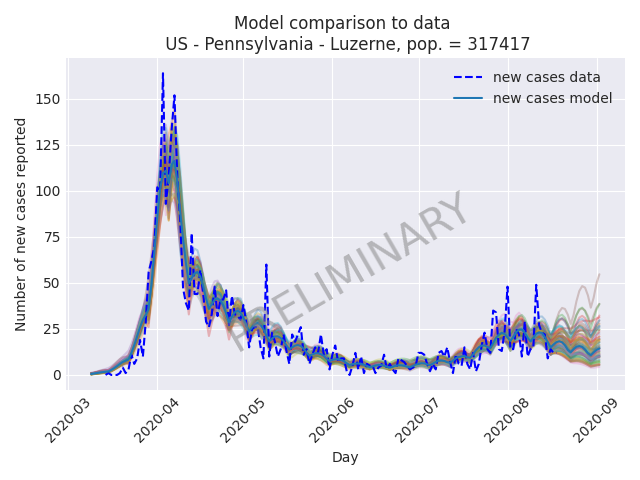 Model comparison to data
US - Pennsylvania - Luzerne, pop. = 317417
new cases data
new cases model
150
125
100
75
50
25
0
Number of new cases reported
PRELIMINARY
2020-03
2020-04
2020-05
2020-06
2020-07
2020-08
2020-09
Day